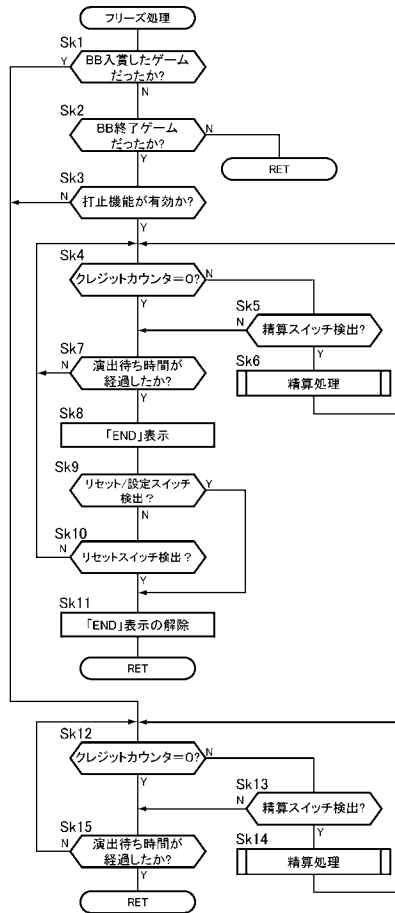 フリーズ処理
Sk1
BB入賞したゲーム
だったか?
Y
N
Sk2
BB終了ゲーム
だったか?
N
Y
RET
Sk3
打止機能が有効か?
N
Y
Sk4
クレジットカウンタ=0?
N
Y
Sk5
精算スイッチ検出?
N
Y
Sk6
精算処理
Sk7
演出待ち時間が
経過したか?
N
Y
Sk8
「END」表示
Sk9
リセット/設定スイッチ
検出?
Y
N
Sk10
リセットスイッチ検出?
N
Y
Sk11
「END」表示の解除
RET
Sk12
クレジットカウンタ=0?
N
Y
Sk13
精算スイッチ検出?
N
Y
Sk14
精算処理
Sk15
演出待ち時間が
経過したか?
N
Y
RET